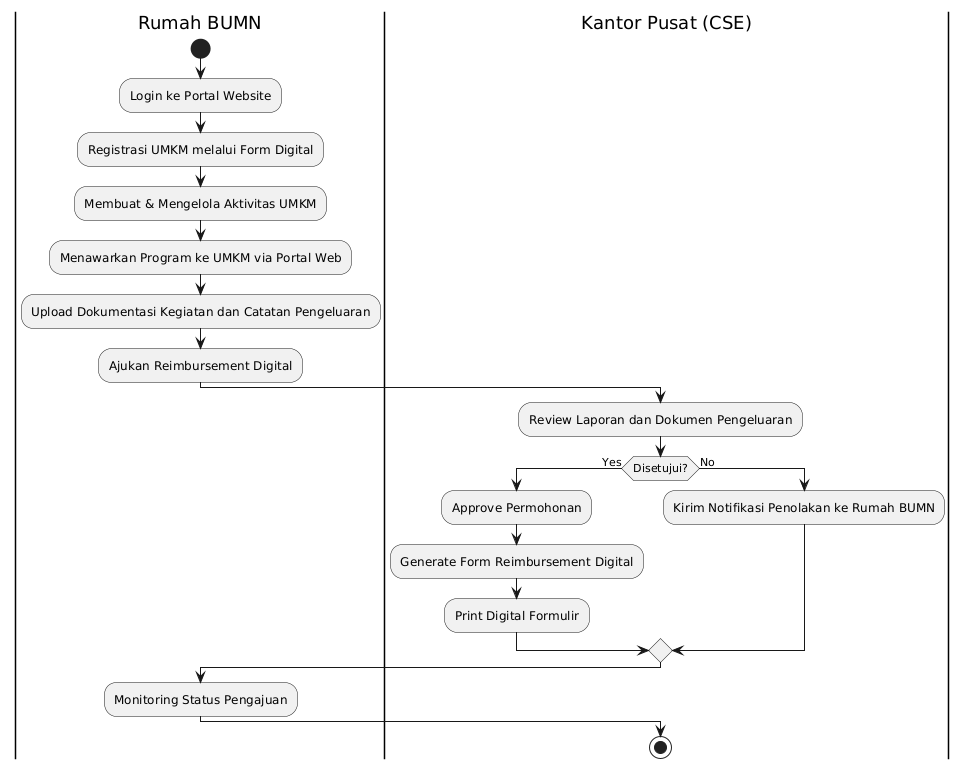 Rumah BUMN
Kantor Pusat (CSE)
Login ke Portal Website
Registrasi UMKM melalui Form Digital
Membuat & Mengelola Aktivitas UMKM
Menawarkan Program ke UMKM via Portal Web
Upload Dokumentasi Kegiatan dan Catatan Pengeluaran
Ajukan Reimbursement Digital
Review Laporan dan Dokumen Pengeluaran
Yes
Disetujui?
No
Approve Permohonan
Kirim Notifikasi Penolakan ke Rumah BUMN
Generate Form Reimbursement Digital
Print Digital Formulir
Monitoring Status Pengajuan